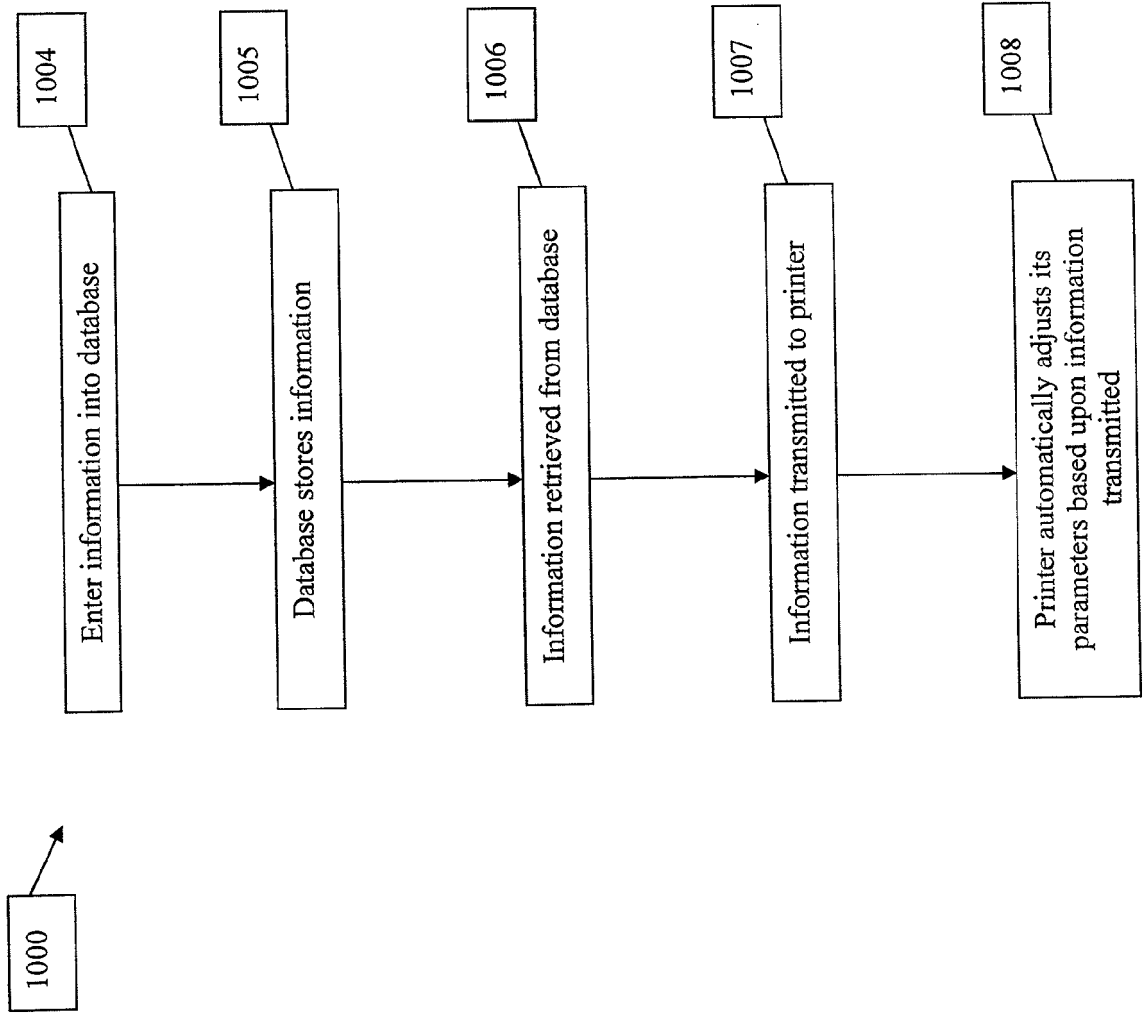 1000
1004
Enter information into database
1005
Database stores information
1006
Information retrieved from database
1007
Information transmitted to printer
1008
Printer automatically adjusts its
parameters based upon information
transmitted